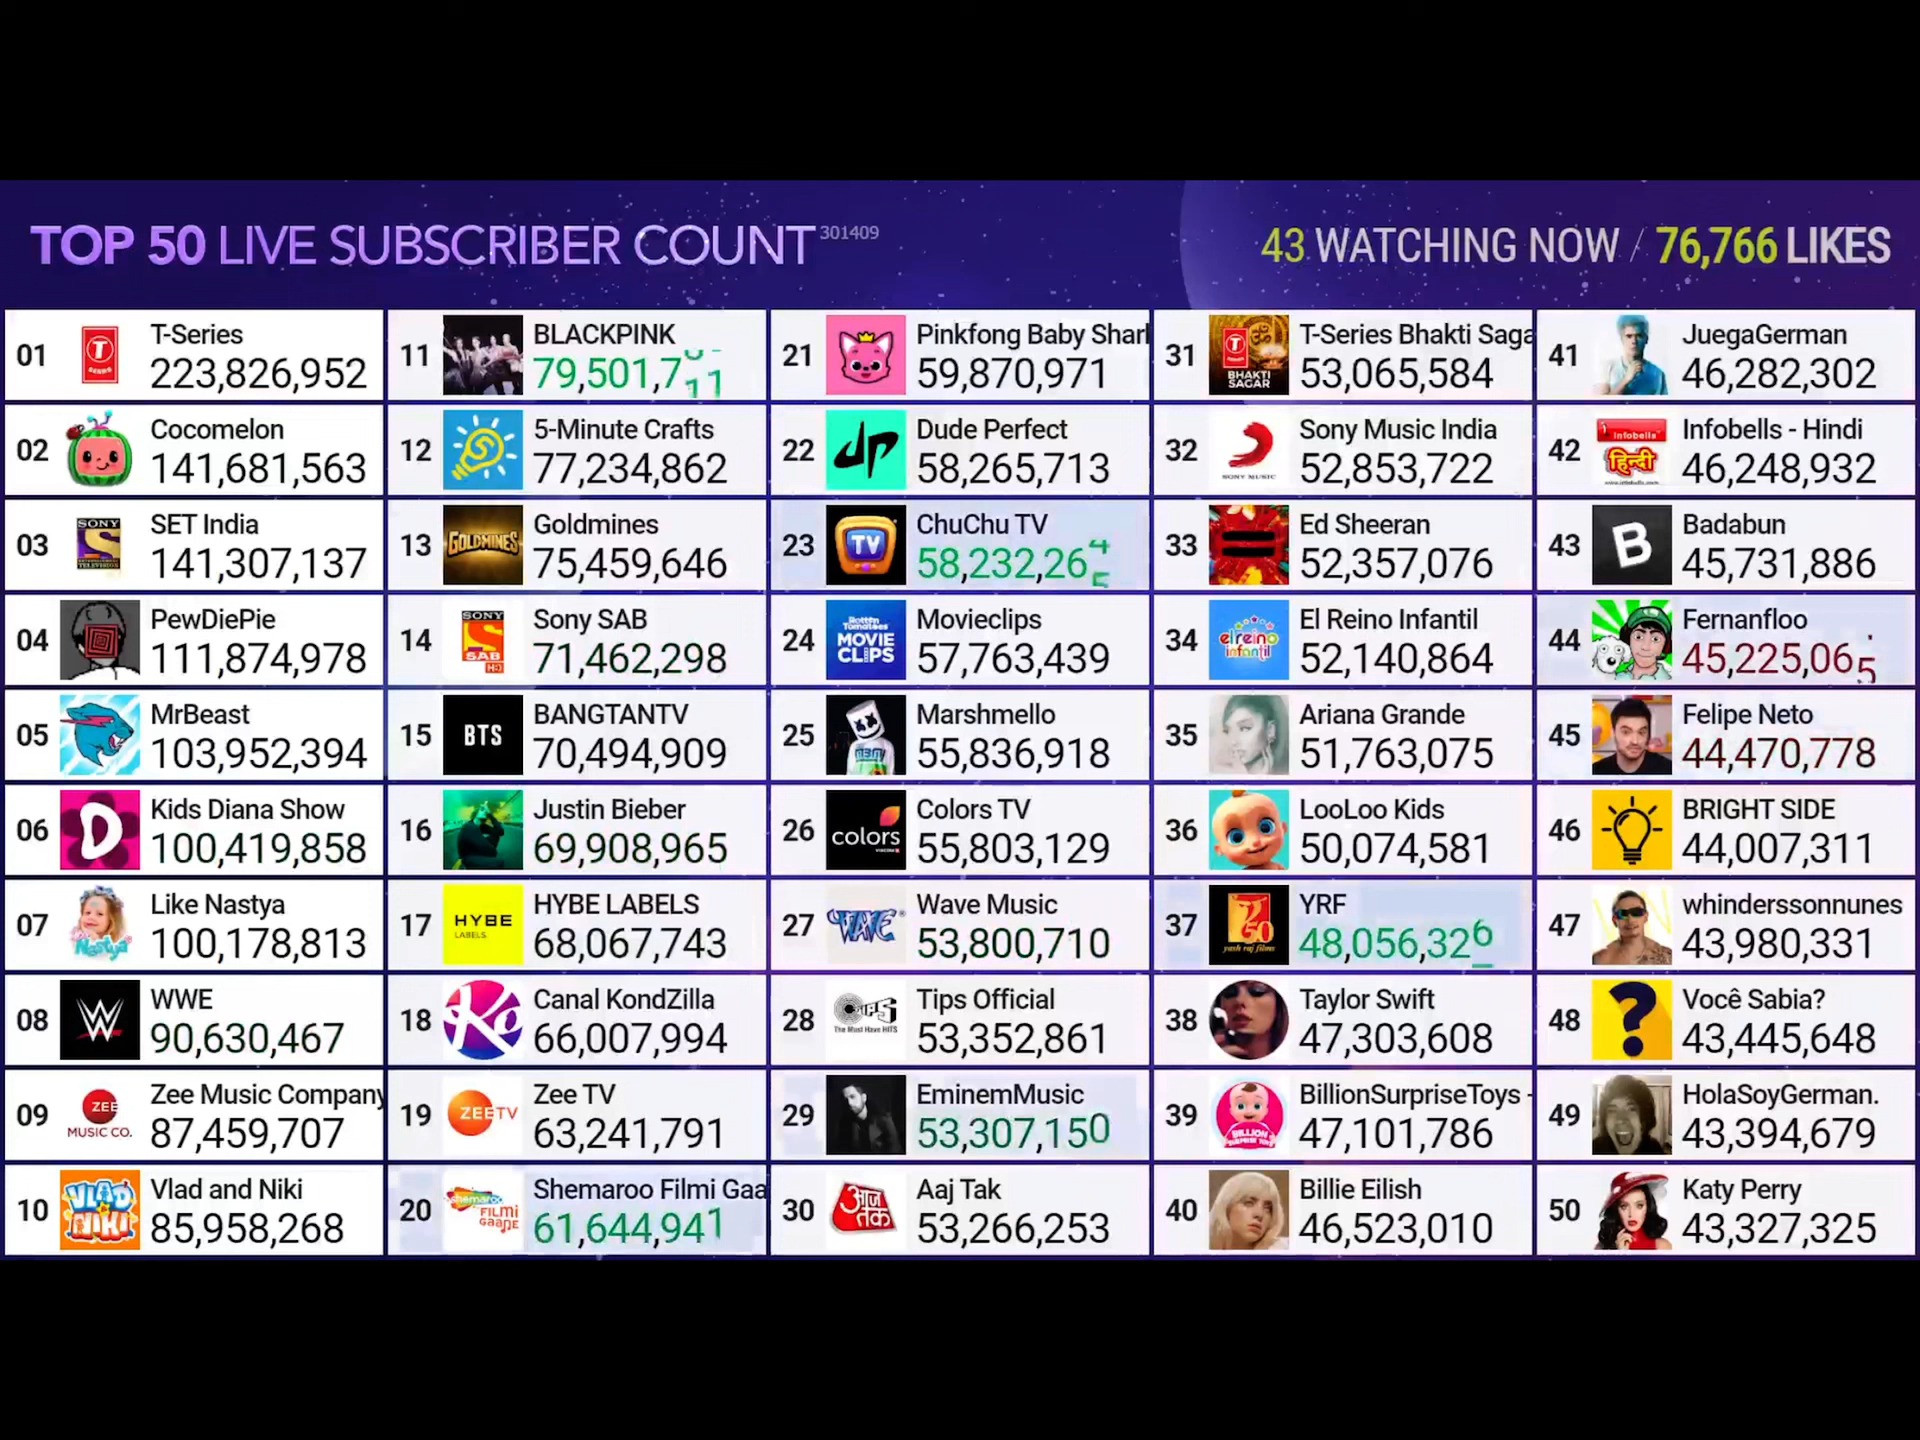 TOP 50 LIVE SUBSCRIBER COUNT 301409
43 WATCHING NOW / 76,766 LIKES
01 T-Series
223,826,952
02 Cocomelon
141,681,563
03 SET India
141,307,137
04 PewDiePie
111,874,978
05 MrBeast
103,952,394
06 Kids Diana Show
100,419,858
07 Like Nastya
100,178,813
08 WWE
90,630,467
09 Zee Music Company
87,459,707
10 Vlad and Niki
85,958,268
11 BLACKPINK
79,501,7
12 5-Minute Crafts
77,234,862
13 Goldmines
75,459,646
14 Sony SAB
71,462,298
15 BANGTANTV
70,494,909
16 Justin Bieber
69,908,965
17 HYBE LABELS
68,067,743
18 Canal KondZilla
66,007,994
19 Zee TV
63,241,791
20 Shemaroo Filmi Gaa
61,644,941
21 Pinkfong Baby Shark
59,870,971
22 Dude Perfect
58,265,713
23 ChuChu TV
58,232,26
24 Movieclips
57,763,439
25 Marshmello
55,836,918
26 Colors TV
55,803,129
27 Wave Music
53,800,710
28 Tips Official
53,352,861
29 EminemMusic
53,307,150
30 Aaj Tak
53,266,253
31 T-Series Bhakti Saga
53,065,584
32 Sony Music India
52,853,722
33 Ed Sheeran
52,357,076
34 El Reino Infantil
52,140,864
35 Ariana Grande
51,763,075
36 LooLoo Kids
50,074,581
37 YRF
48,056,326
38 Taylor Swift
47,303,608
39 BillionSurpriseToys -
47,101,786
40 Billie Eilish
46,523,010
41 JuegaGerman
46,282,302
42 Infobells - Hindi
46,248,932
43 Badabun
45,731,886
44 Fernanfloo
45,225,065
45 Felipe Neto
44,470,778
46 BRIGHT SIDE
44,007,311
47 whinderssonnunes
43,980,331
48 Você Sabia?
43,445,648
49 HolaSoyGerman.
43,394,679
50 Katy Perry
43,327,325